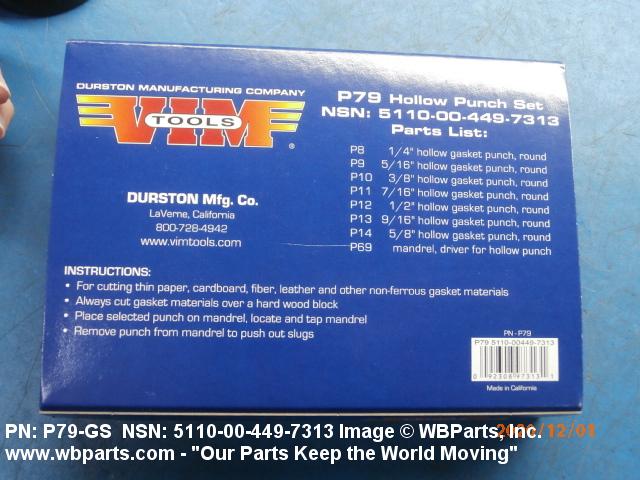 DURSTON MANUFACTURING COMPANY
VIM
TOOLS
®
P79 Hollow Punch Set
NSN: 5110-00-449-7313
Parts List:
P8 1/4" hollow gasket punch, round
P9 5/16" hollow gasket punch, round
P10 3/8" hollow gasket punch, round
P11 7/16" hollow gasket punch, round
P12 1/2" hollow gasket punch, round
P13 9/16" hollow gasket punch, round
P14 5/8" hollow gasket punch, round
P69 mandrel, driver for hollow punch
DURSTON Mfg. Co.
LaVerne, California
800-728-4942
www.vimtools.com
INSTRUCTIONS:
• For cutting thin paper, cardboard, fiber, leather and other non-ferrous gasket materials
• Always cut gasket materials over a hard wood block
• Place selected punch on mandrel, locate and tap mandrel
• Remove punch from mandrel to push out slugs
PN - P79
P79 5110-00449-7313
Made in California
PN: P79-GS NSN: 5110-00-449-7313 Image © WBParts, Inc.
www.wbparts.com - "Our Parts Keep the World Moving"